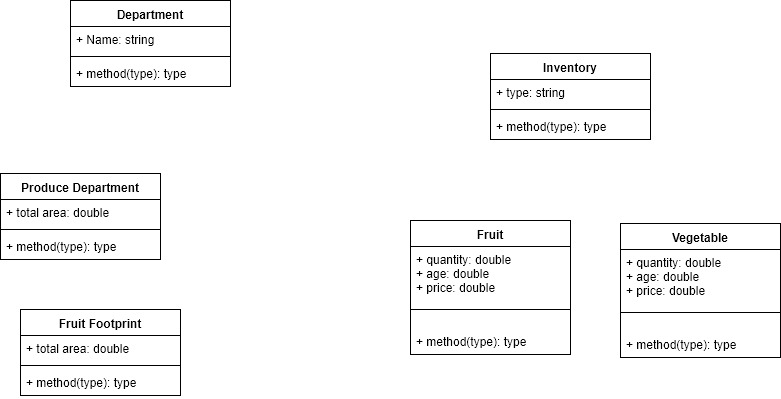 Department
+ Name: string
+ method(type): type
Inventory
+ type: string
+ method(type): type
Produce Department
+ total area: double
+ method(type): type
Fruit
+ quantity: double
+ age: double
+ price: double
+ method(type): type
Vegetable
+ quantity: double
+ age: double
+ price: double
+ method(type): type
Fruit Footprint
+ total area: double
+ method(type): type